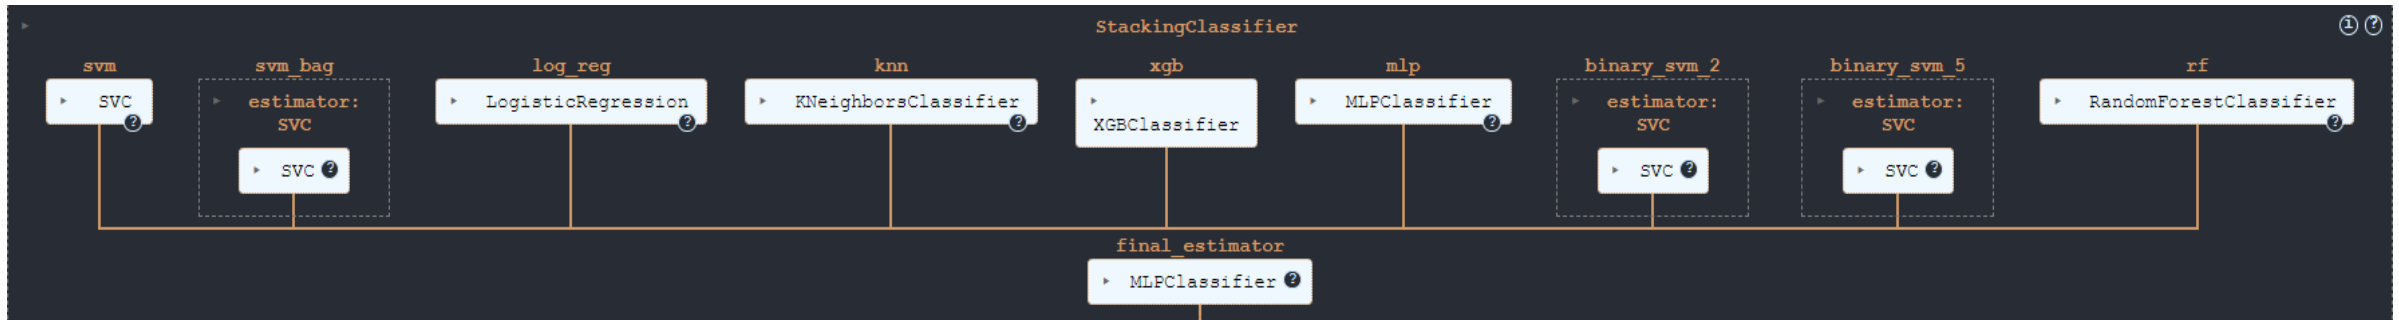 StackingClassifier
i ?
svm
SVC
?
svm_bag
estimator:
SVC
SVC ?
log_reg
LogisticRegression
?
knn
KNeighborsClassifier
?
xgb
XGBClassifier
mlp
MLPClassifier
?
binary_svm_2
estimator:
SVC
SVC ?
binary_svm_5
estimator:
SVC
SVC ?
rf
RandomForestClassifier
?
final_estimator
MLPClassifier ?